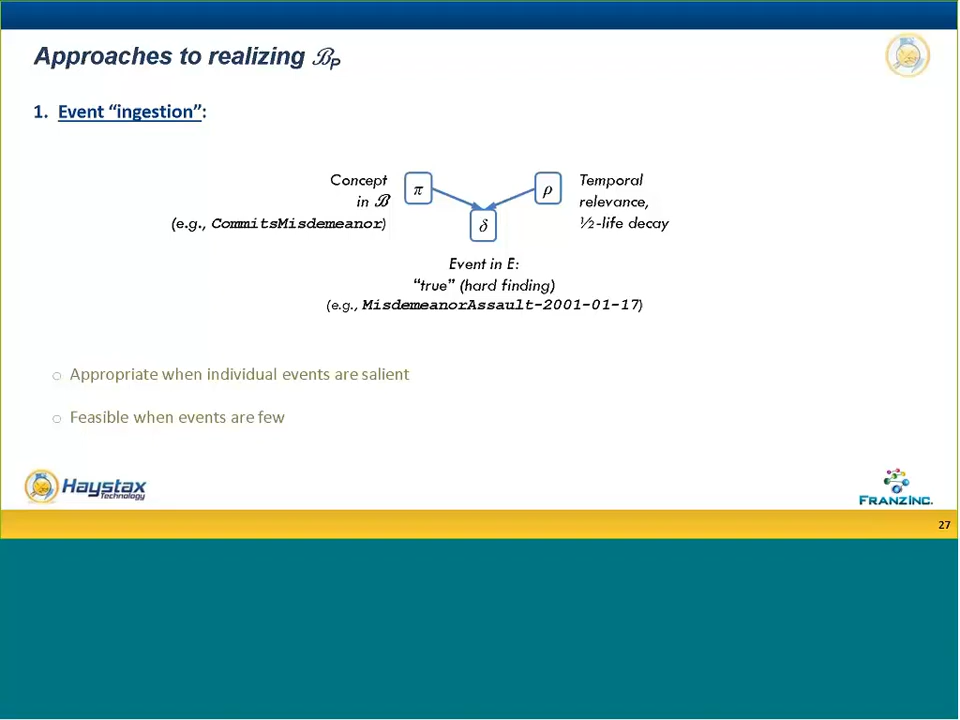 Approaches to realizing ℬP
1. Event “ingestion”:
Concept
in ℬ
(e.g., CommitsMisdemeanor)
π
ρ
δ
Temporal
relevance,
½-life decay
Event in E:
“true” (hard finding)
(e.g., MisdemeanorAssault-2001-01-17)
○ Appropriate when individual events are salient
○ Feasible when events are few
Haystax
Technology
FRANZINC.
27